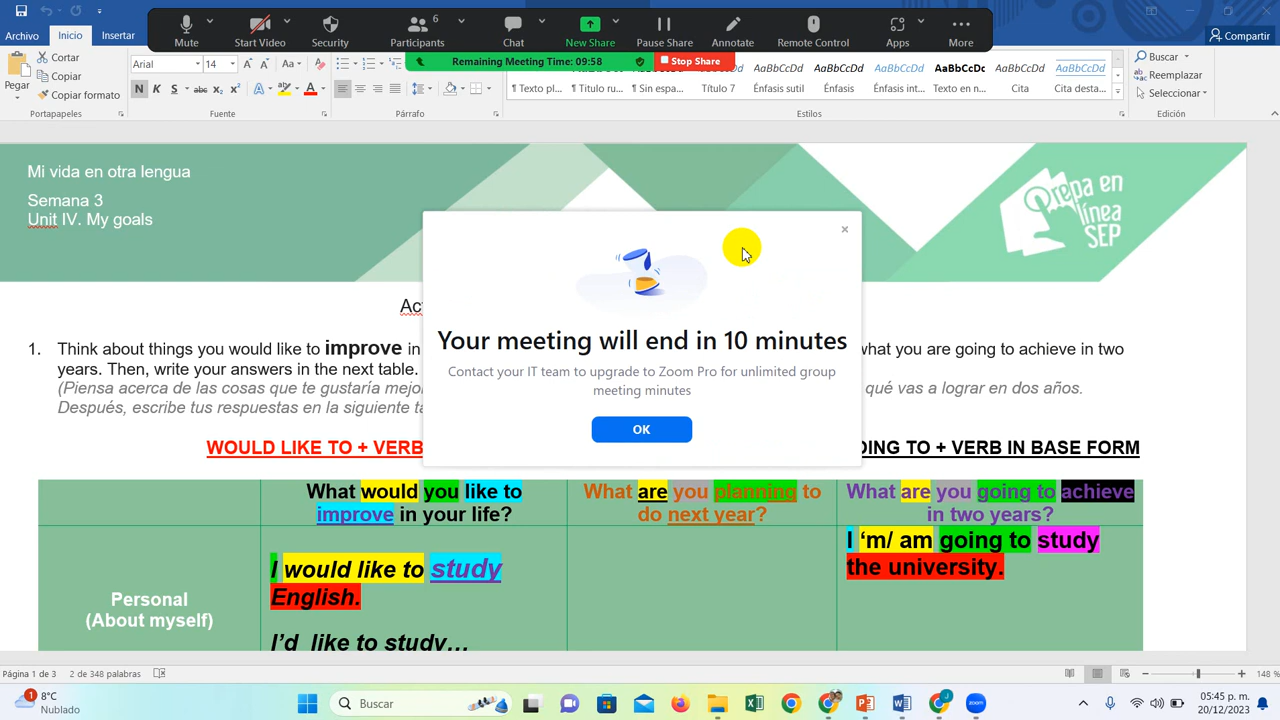 Mute
Start Video
Security
Participants
6
Chat
New Share
Pause Share
Annotate
Remote Control
Apps
More
Remaining Meeting Time: 09:58
Stop Share
Archivo
Inicio
Insertar
Compartir
Pegar
Cortar
Copiar
Copiar formato
Portapapeles
Arial
14
Aa
N K S abc x₂ x²
Fuente
Párrafo
AaBbCcDd
AaBbCcDd
AaBbCcDd
AaBbCcDd
AaBbCcDd
AaBbCcDd
AaBbCcDd
¶ Texto pl...
¶ Titulo ru...
¶ Sin espa...
Título 7
Énfasis sutil
Énfasis
Énfasis int...
Texto en n...
Cita
Cita desta...
Estilos
Buscar
Reemplazar
Seleccionar
Edición
Mi vida en otra lengua
Semana 3
Unit IV. My goals
Prepa en
línea
SEP
Your meeting will end in 10 minutes
Contact your IT team to upgrade to Zoom Pro for unlimited group
meeting minutes
OK
Ac
1. Think about things you would like to improve in what you are going to achieve in two
years. Then, write your answers in the next table.
(Piensa acerca de las cosas que te gustaría mejo qué vas a lograr en dos años.
Después, escribe tus respuestas en la siguiente ta
WOULD LIKE TO + VERB OING TO + VERB IN BASE FORM
What would you like to
improve in your life?
What are you planning to
do next year?
What are you going to achieve
in two years?
Personal
(About myself)
I would like to study
English.
I'd like to study…
I ‘m/ am going to study
the university.
Página 1 de 3
2 de 348 palabras
148 %
1
8°C
Nublado
Buscar
zoom
05:45 p. m.
20/12/2023